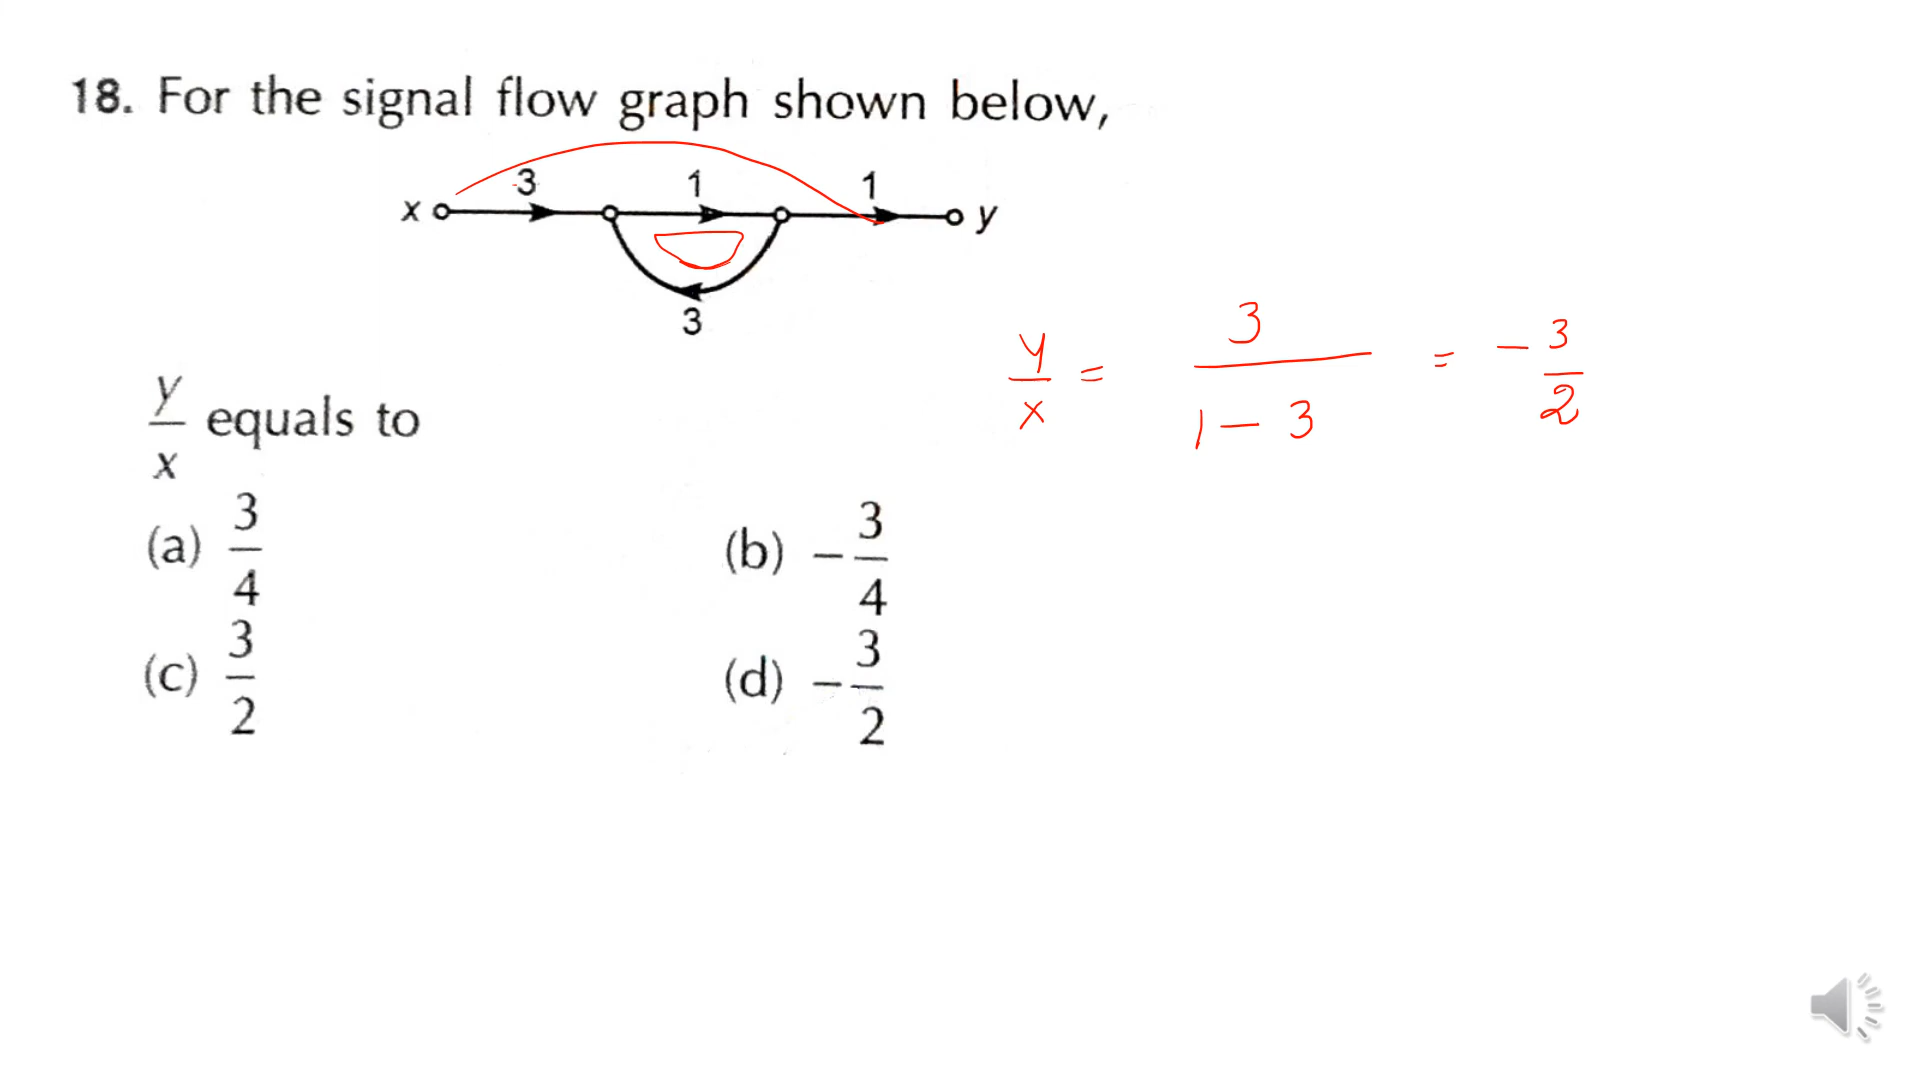 18. For the signal flow graph shown below,
3 1 1
x y
3
y/x = 3/(1 - 3) = - 3/2
y/x equals to
(a) 3/4 (b) - 3/4
(c) 3/2 (d) - 3/2